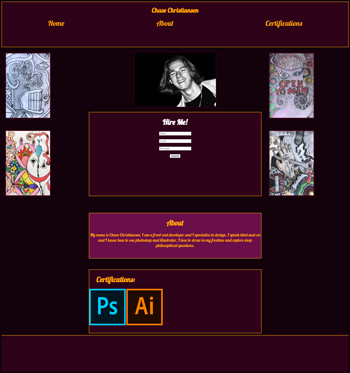 Chase Christiansen
Home
About
Certifications
Hire Me!
About
My name is Chase Christiansen. I am a front end developer and I specialize in design. I speak html and css
and I know how to use photoshop and illustrator. I love to draw in my freetime and explore deep
philosophical questions.
Certifications:
Ps Ai